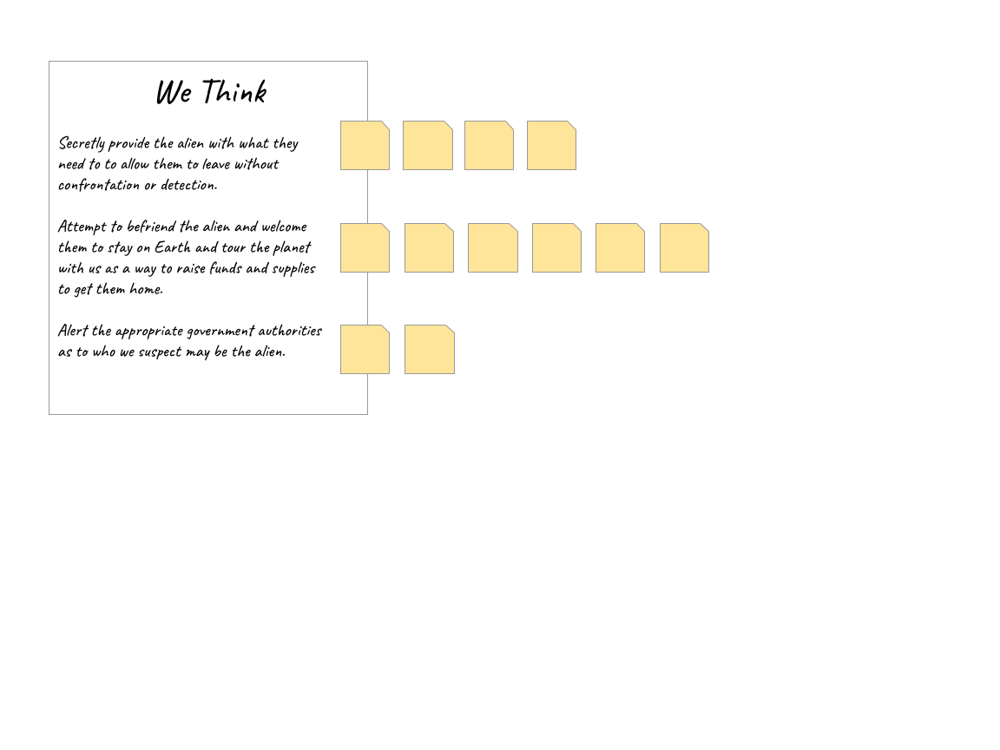 We Think
Secretly provide the alien with what they
need to to allow them to leave without
confrontation or detection.
Attempt to befriend the alien and welcome
them to stay on Earth and tour the planet
with us as a way to raise funds and supplies
to get them home.
Alert the appropriate government authorities
as to who we suspect may be the alien.